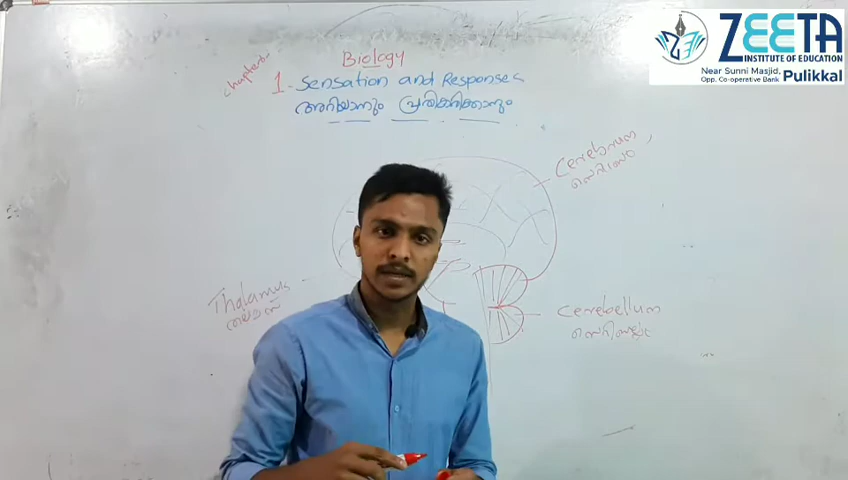 ZEETA
INSTITUTE OF EDUCATION
Near Sunni Masjid,
Opp. Co-operative Bank
Pulikkal
Biology
chapter-
1 - Sensation and Responses
അറിയാനും പ്രതികരിക്കാനും
Cerebrum
സെറിബ്രം
Thalamus
തലാമസ്
Cerebellum
സെറിബെല്ലം